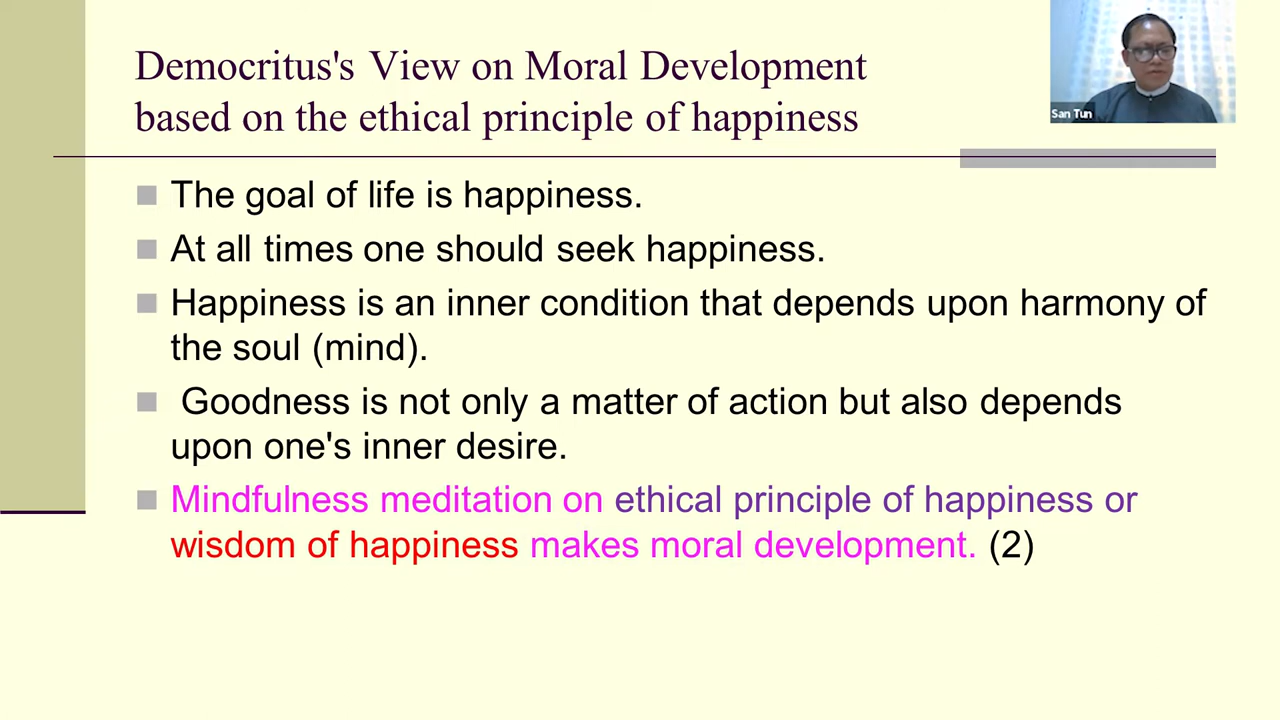 Democritus's View on Moral Development
based on the ethical principle of happiness
San Tun
The goal of life is happiness.
At all times one should seek happiness.
Happiness is an inner condition that depends upon harmony of
the soul (mind).
Goodness is not only a matter of action but also depends
upon one's inner desire.
Mindfulness meditation on ethical principle of happiness or
wisdom of happiness makes moral development. (2)